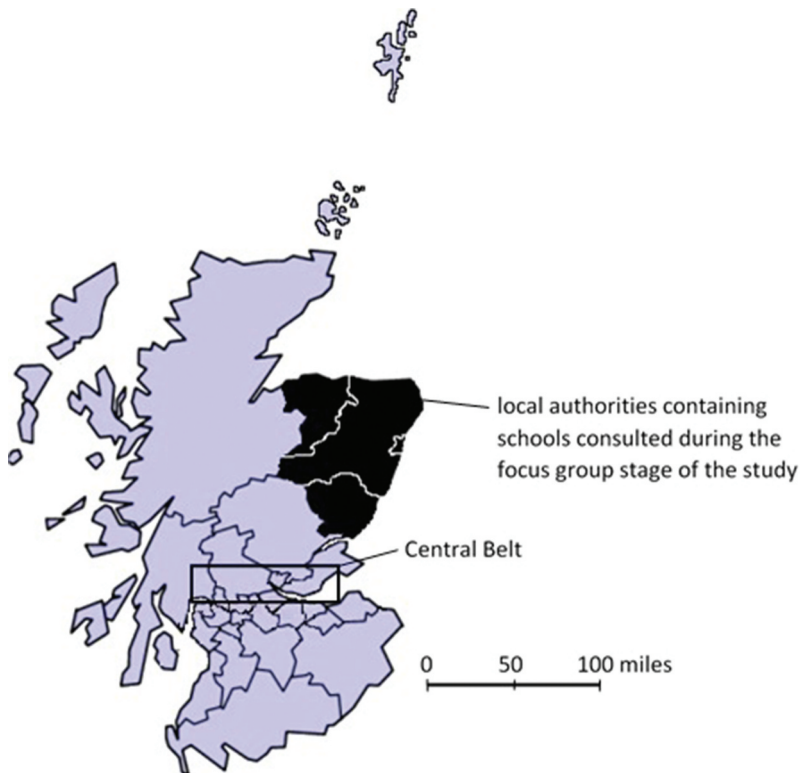 local authorities containing
schools consulted during the
focus group stage of the study
Central Belt
0 50 100 miles